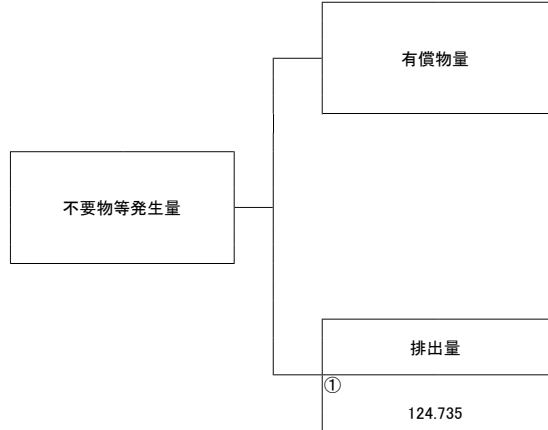 有償物量
不要物等発生量
排出量
①
124.735